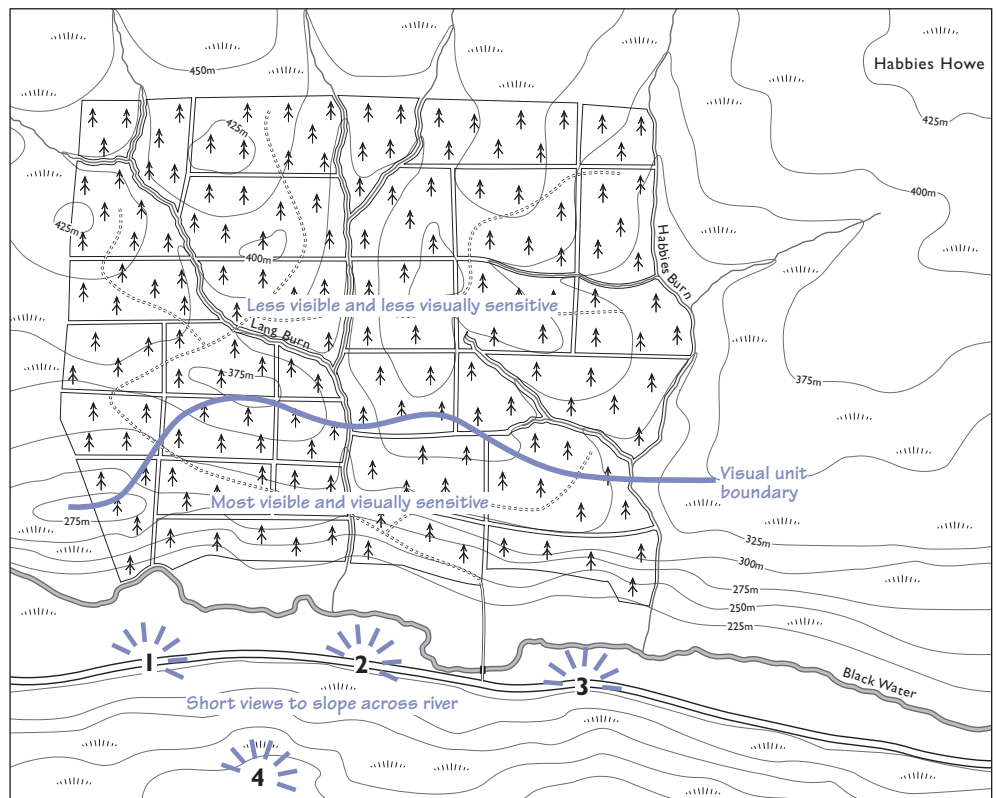 450m
Habbies Howe
425m
425m
400m
425m
Habbies Burn
400m
Less visible and less visually sensitive
Lang Burn
375m
375m
Visual unit
boundary
Most visible and visually sensitive
275m
325m
300m
275m
250m
225m
1
2
3
Black Water
Short views to slope across river
4